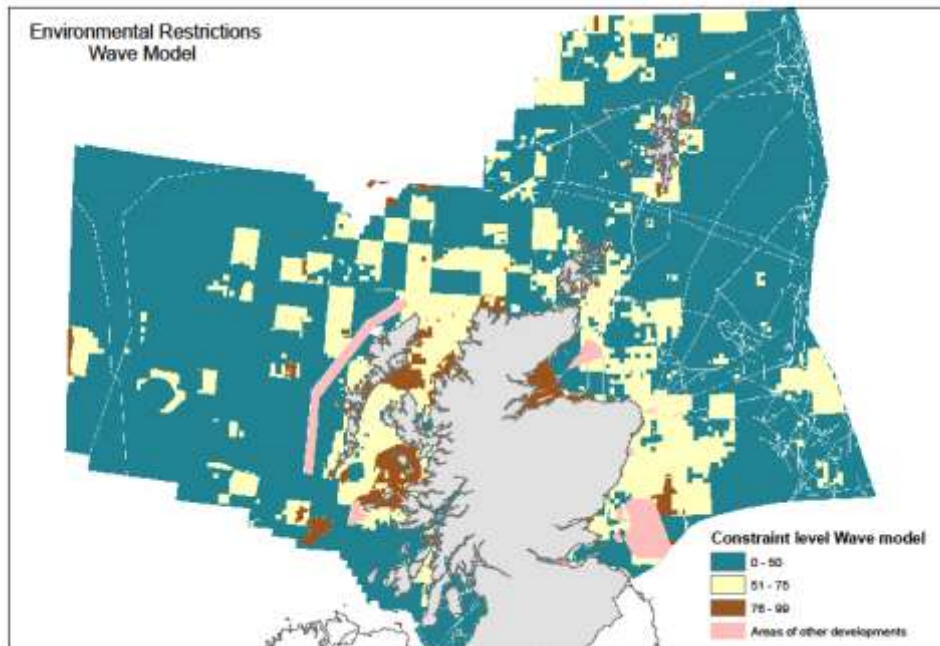 Environmental Restrictions
Wave Model
Constraint level Wave model
0 - 50
51 - 75
76 - 99
Areas of other developments